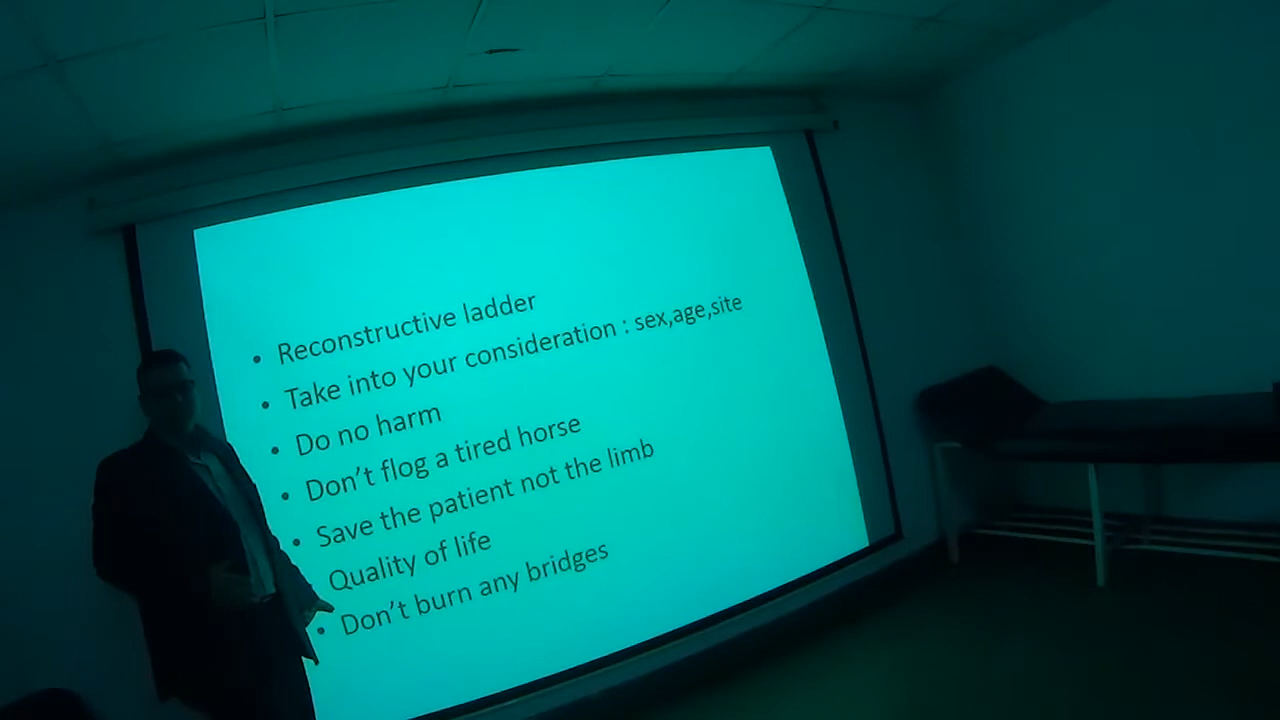 • Reconstructive ladder
• Take into your consideration : sex,age,site
• Do no harm
• Don't flog a tired horse
• Save the patient not the limb
Quality of life
• Don't burn any bridges